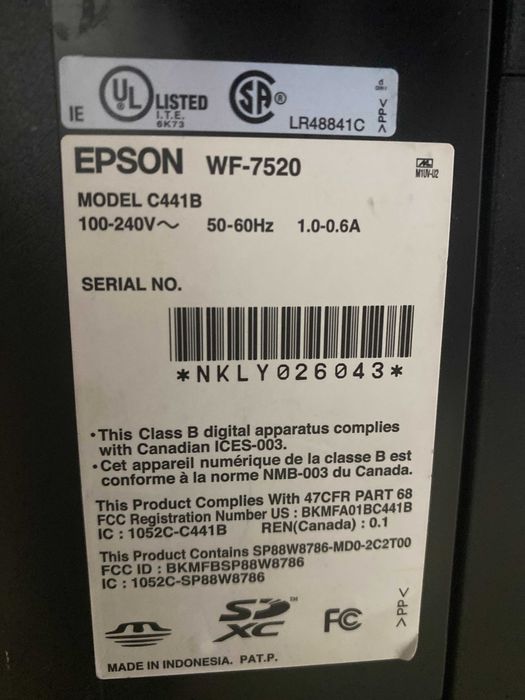 IE
UL LISTED
I.T.E.
6K73
SA ®
LR48841C
>PP<
EPSON WF-7520
M1UV-02
MODEL C441B
100-240V～ 50-60Hz 1.0-0.6A
SERIAL NO.
*NKLY026043*
•This Class B digital apparatus complies
with Canadian ICES-003.
•Cet appareil numérique de la classe B est
conforme à la norme NMB-003 du Canada.
This Product Complies With 47CFR PART 68
FCC Registration Number US : BKMFA01BC441B
IC : 1052C-C441B REN(Canada) : 0.1
This Product Contains SP88W8786-MD0-2C2T00
FCC ID : BKMFBSP88W8786
IC : 1052C-SP88W8786
SD XC ™
FC
>PP<
MADE IN INDONESIA. PAT.P.